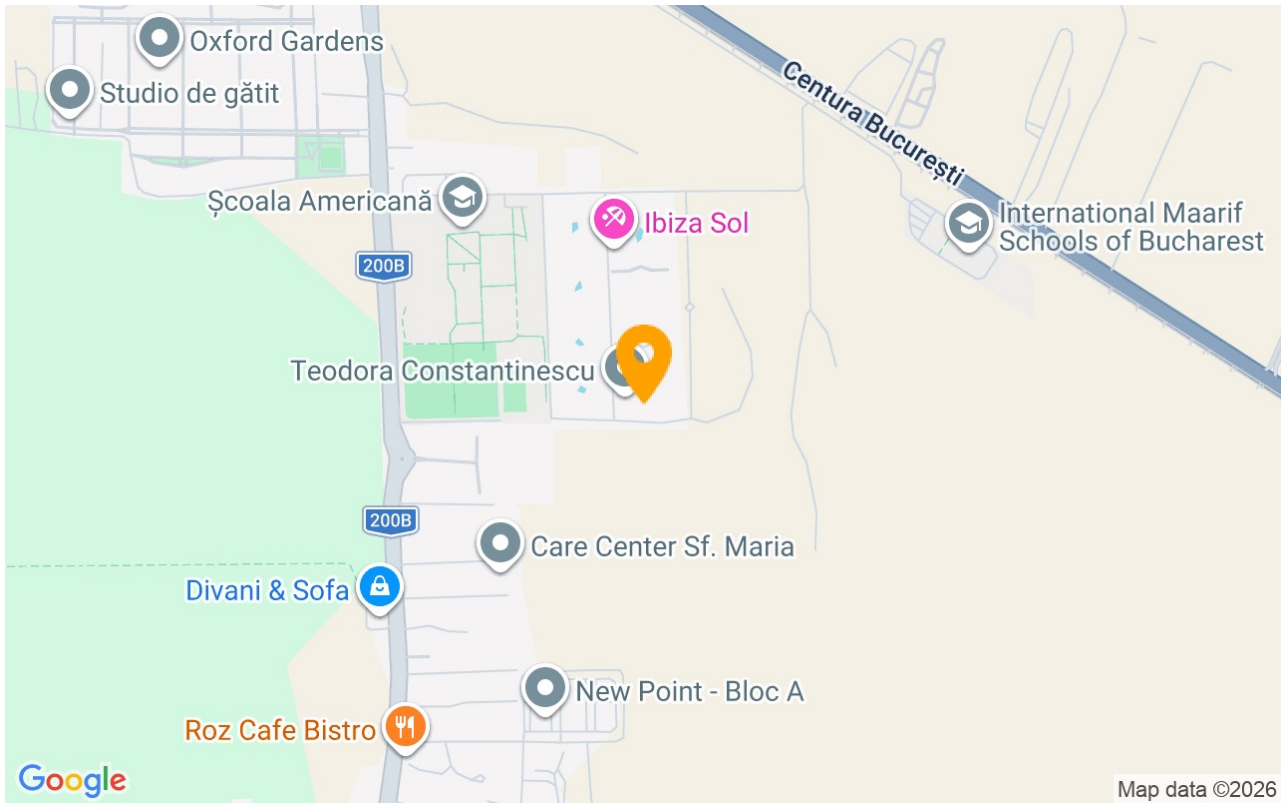 Oxford Gardens
Studio de gătit
Centura București
Școala Americană
Ibiza Sol
International Maarif
Schools of Bucharest
200B
Teodora Constantinescu
200B
Care Center Sf. Maria
Divani & Sofa
New Point - Bloc A
Roz Cafe Bistro
Google
Map data ©2026